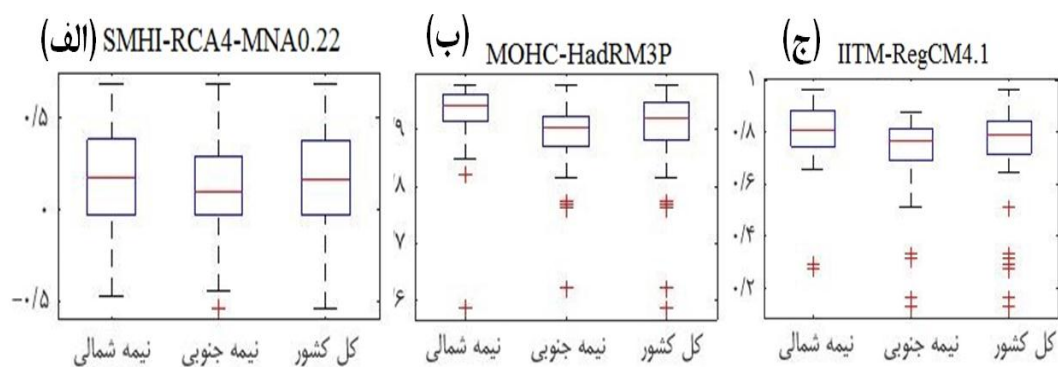 (الف) SMHI-RCA4-MNA0.22
۰/۵
۰
−۰/۵
نیمه شمالی
نیمه جنوبی
کل کشور
(ب) MOHC-HadRM3P
۹
/۸
۷
/۶
نیمه شمالی
نیمه جنوبی
کل کشور
(ج) IITM-RegCM4.1
۱
۰/۸
۰/۶
۰/۴
۰/۲
نیمه شمالی
نیمه جنوبی
کل کشور